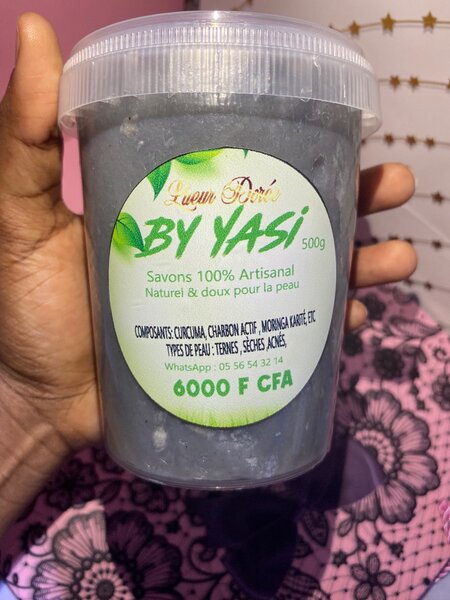 Lueur Dorée
BY YASi
500g
Savons 100% Artisanal
Naturel & doux pour la peau
COMPOSANTS: CURCUMA, CHARBON ACTIF , MORINGA KARITÉ, ETC
TYPES DE PEAU : TERNES , SÈCHES ,ACNÉS,
WhatsApp : 05 56 54 32 14
6000 F CFA